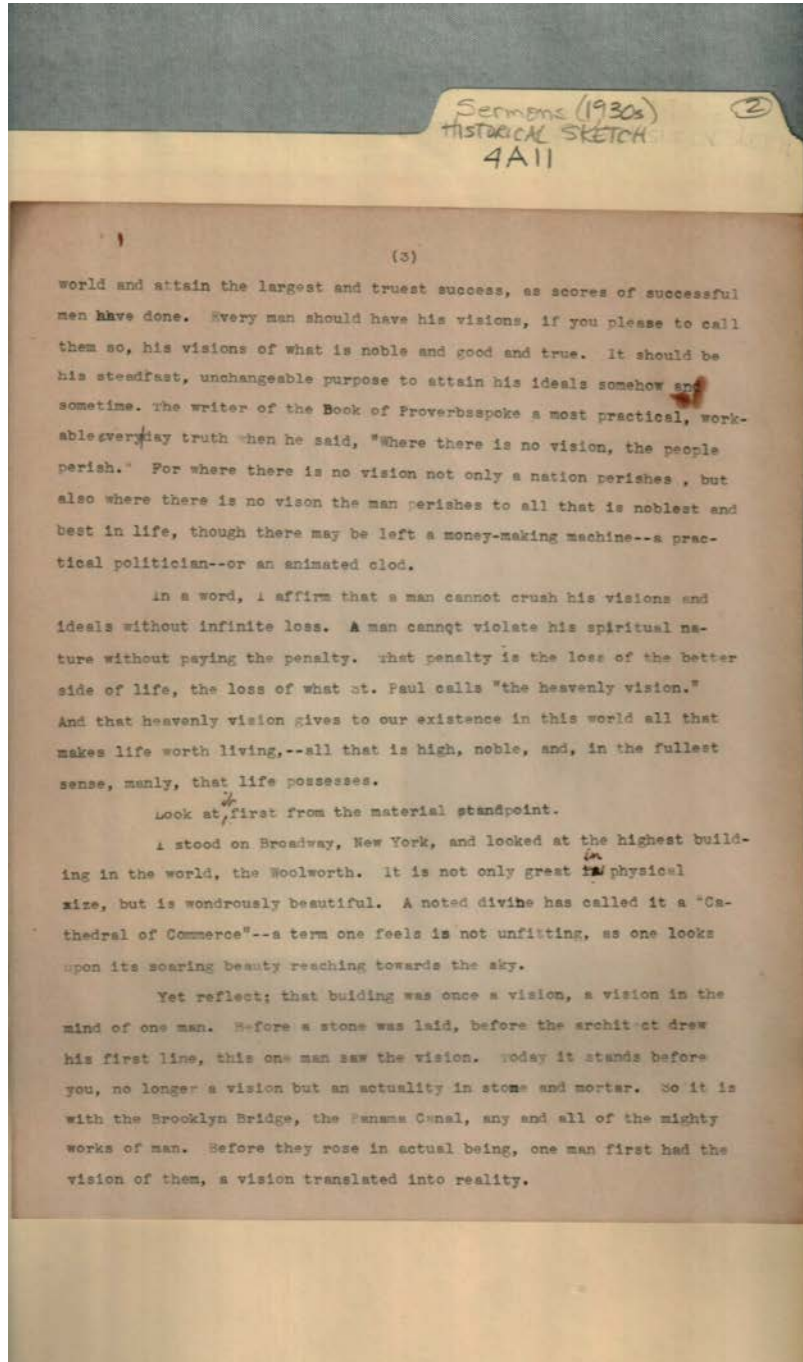 Sermons (1930s) 2
HISTORICAL SKETCH
4A11
(3)
world and attain the largest and truest success, as scores of successful
men have done. Every man should have his visions, if you please to call
them so, his visions of what is noble and good and true. It should be
his steadfast, unchangeable purpose to attain his ideals somehow and
sometime. The writer of the Book of Proverbsspoke a most practical, work-
able everyday truth when he said, "Where there is no vision, the people
perish." For where there is no vision not only a nation perishes , but
also where there is no vison the man perishes to all that is noblest and
best in life, though there may be left a money-making machine--a prac-
tical politician--or an animated clod.
In a word, I affirm that a man cannot crush his visions and
ideals without infinite loss. A man cannot violate his spiritual na-
ture without paying the penalty. That penalty is the loss of the better
side of life, the loss of what St. Paul calls "the heavenly vision."
And that heavenly vision gives to our existence in this world all that
makes life worth living,--all that is high, noble, and, in the fullest
sense, manly, that life possesses.
Look at it first from the material standpoint.
I stood on Broadway, New York, and looked at the highest build-
ing in the world, the Woolworth. It is not only great in physical
size, but is wondrously beautiful. A noted divine has called it a "Ca-
thedral of Commerce"--a term one feels is not unfitting, as one looks
upon its soaring beauty reaching towards the sky.
Yet reflect; that buiding was once a vision, a vision in the
mind of one man. Before a stone was laid, before the architect drew
his first line, this one man saw the vision. Today it stands before
you, no longer a vision but an actuality in stone and mortar. So it is
with the Brooklyn Bridge, the Panama Canal, any and all of the mighty
works of man. Before they rose in actual being, one man first had the
vision of them, a vision translated into reality.